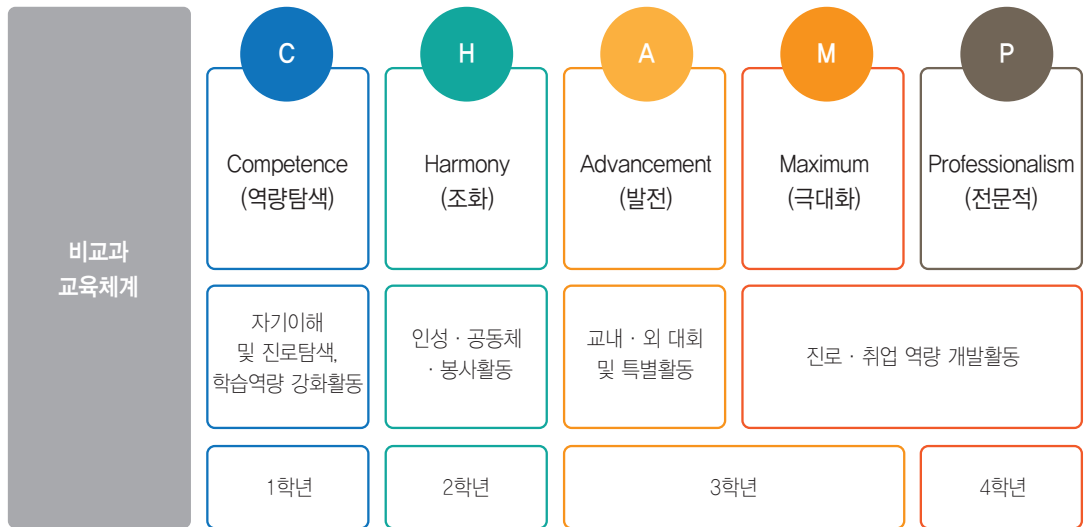 비교과
교육체계
C
Competence
(역량탐색)
H
Harmony
(조화)
A
Advancement
(발전)
M
Maximum
(극대화)
P
Professionalism
(전문적)
자기이해
및 진로탐색,
학습역량 강화활동
인성 · 공동체
· 봉사활동
교내 · 외 대회
및 특별활동
진로 · 취업 역량 개발활동
1학년
2학년
3학년
4학년